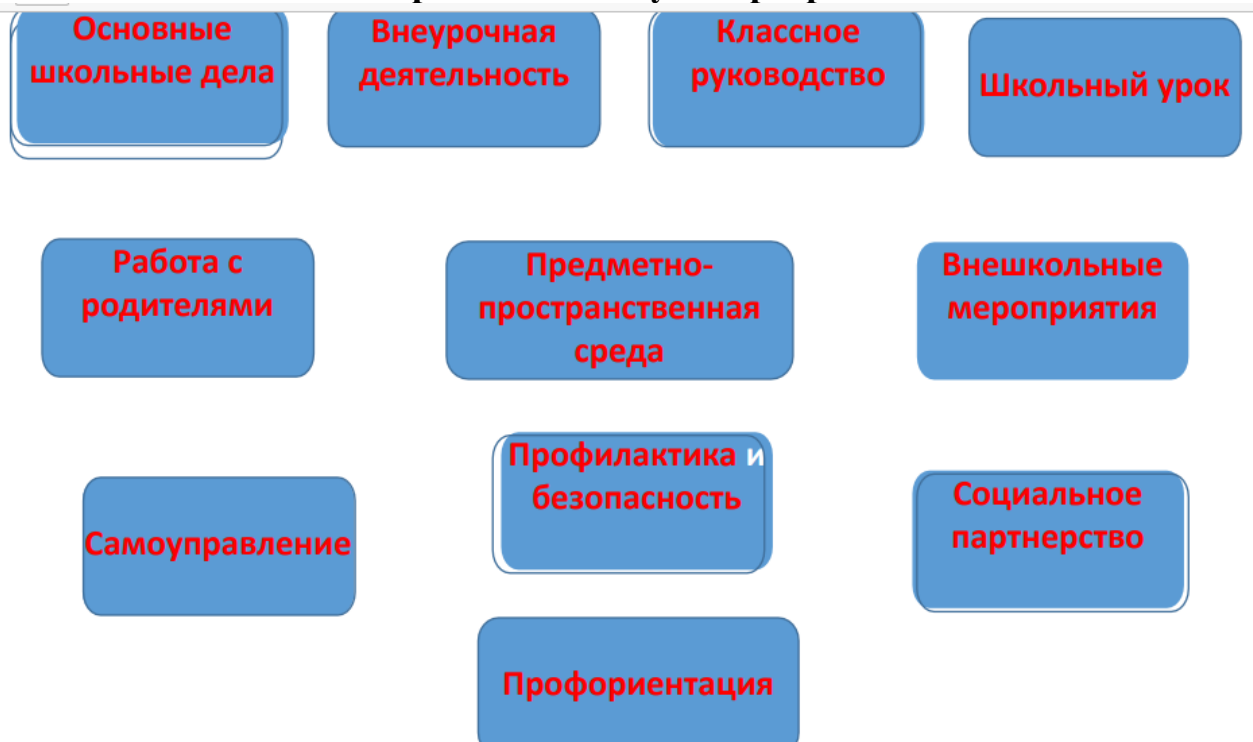 Основные
школьные дела
Внеурочная
деятельность
Классное
руководство
Школьный урок
Работа с
родителями
Предметно-
пространственная
среда
Внешкольные
мероприятия
Самоуправление
Профилактика и
безопасность
Социальное
партнерство
Профориентация